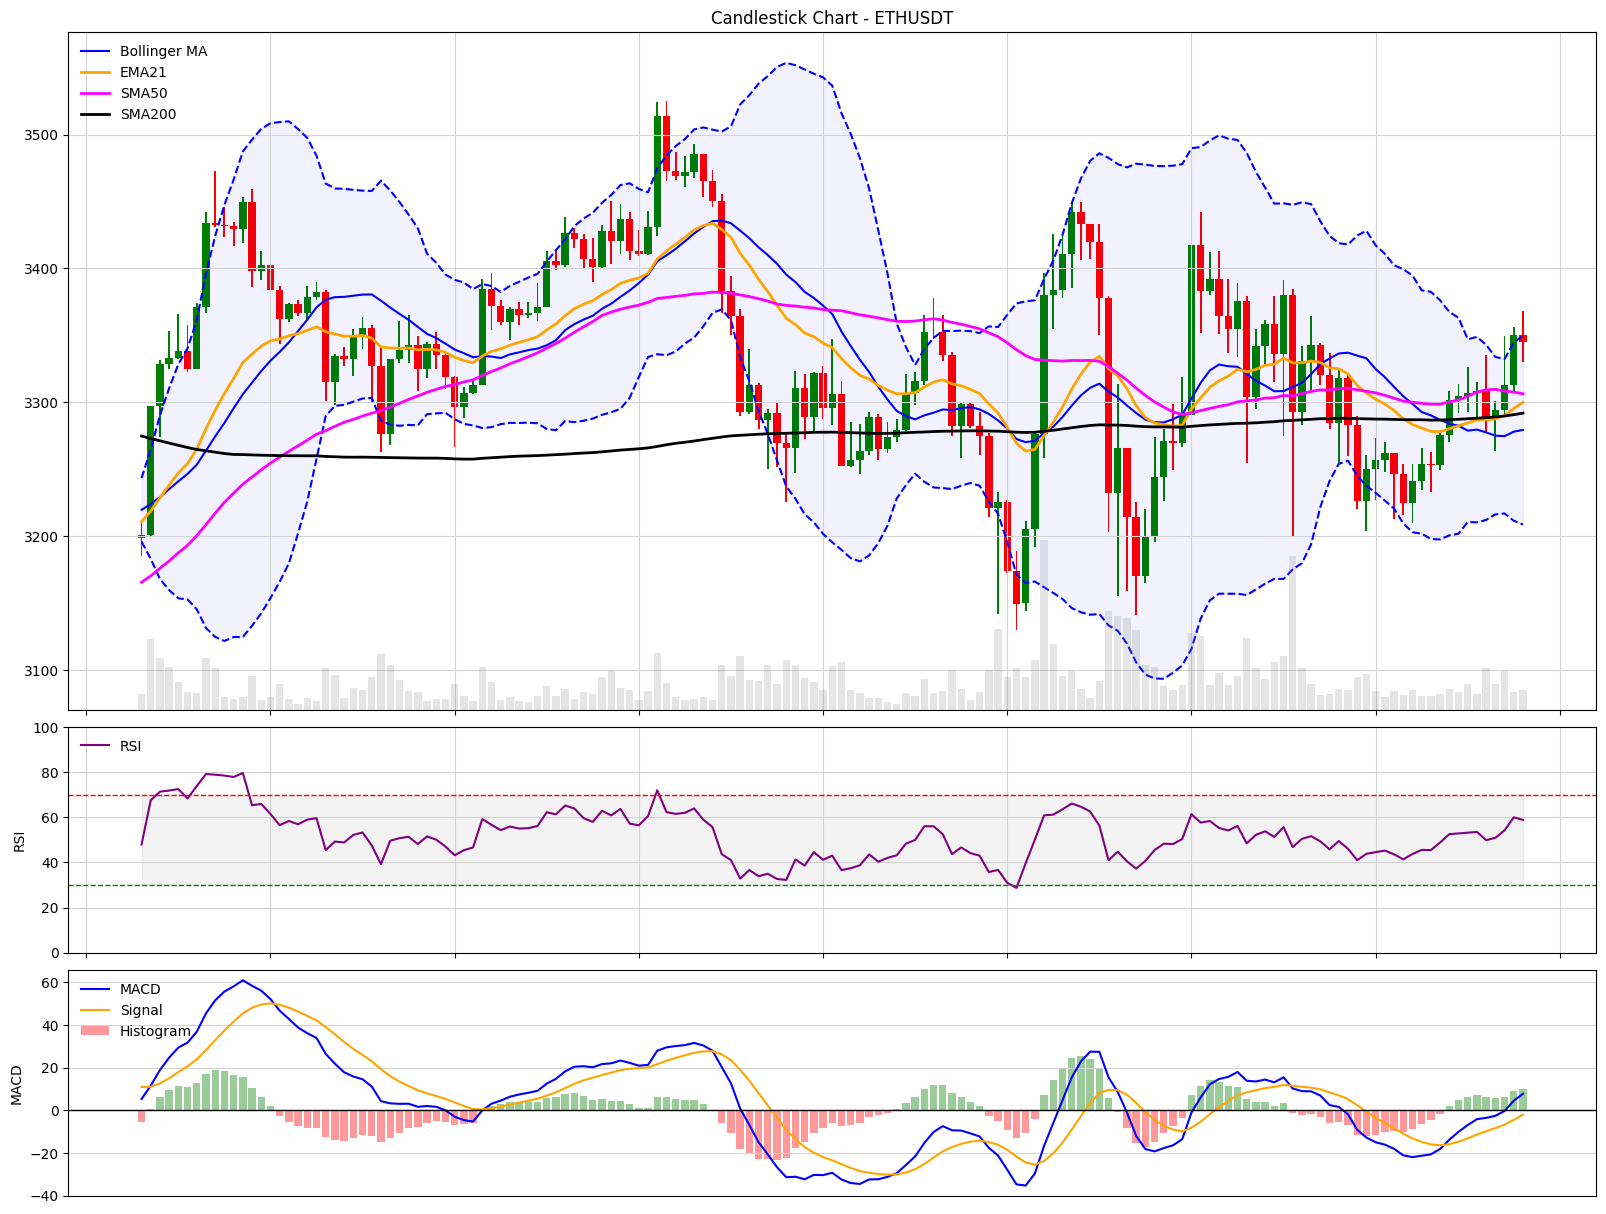 Candlestick Chart - ETHUSDT
Bollinger MA
EMA21
SMA50
SMA200
3500
3400
3300
3200
3100
100
RSI
80
60
RSI
40
20
0
60
MACD
Signal
Histogram
40
20
MACD
0
−20
−40